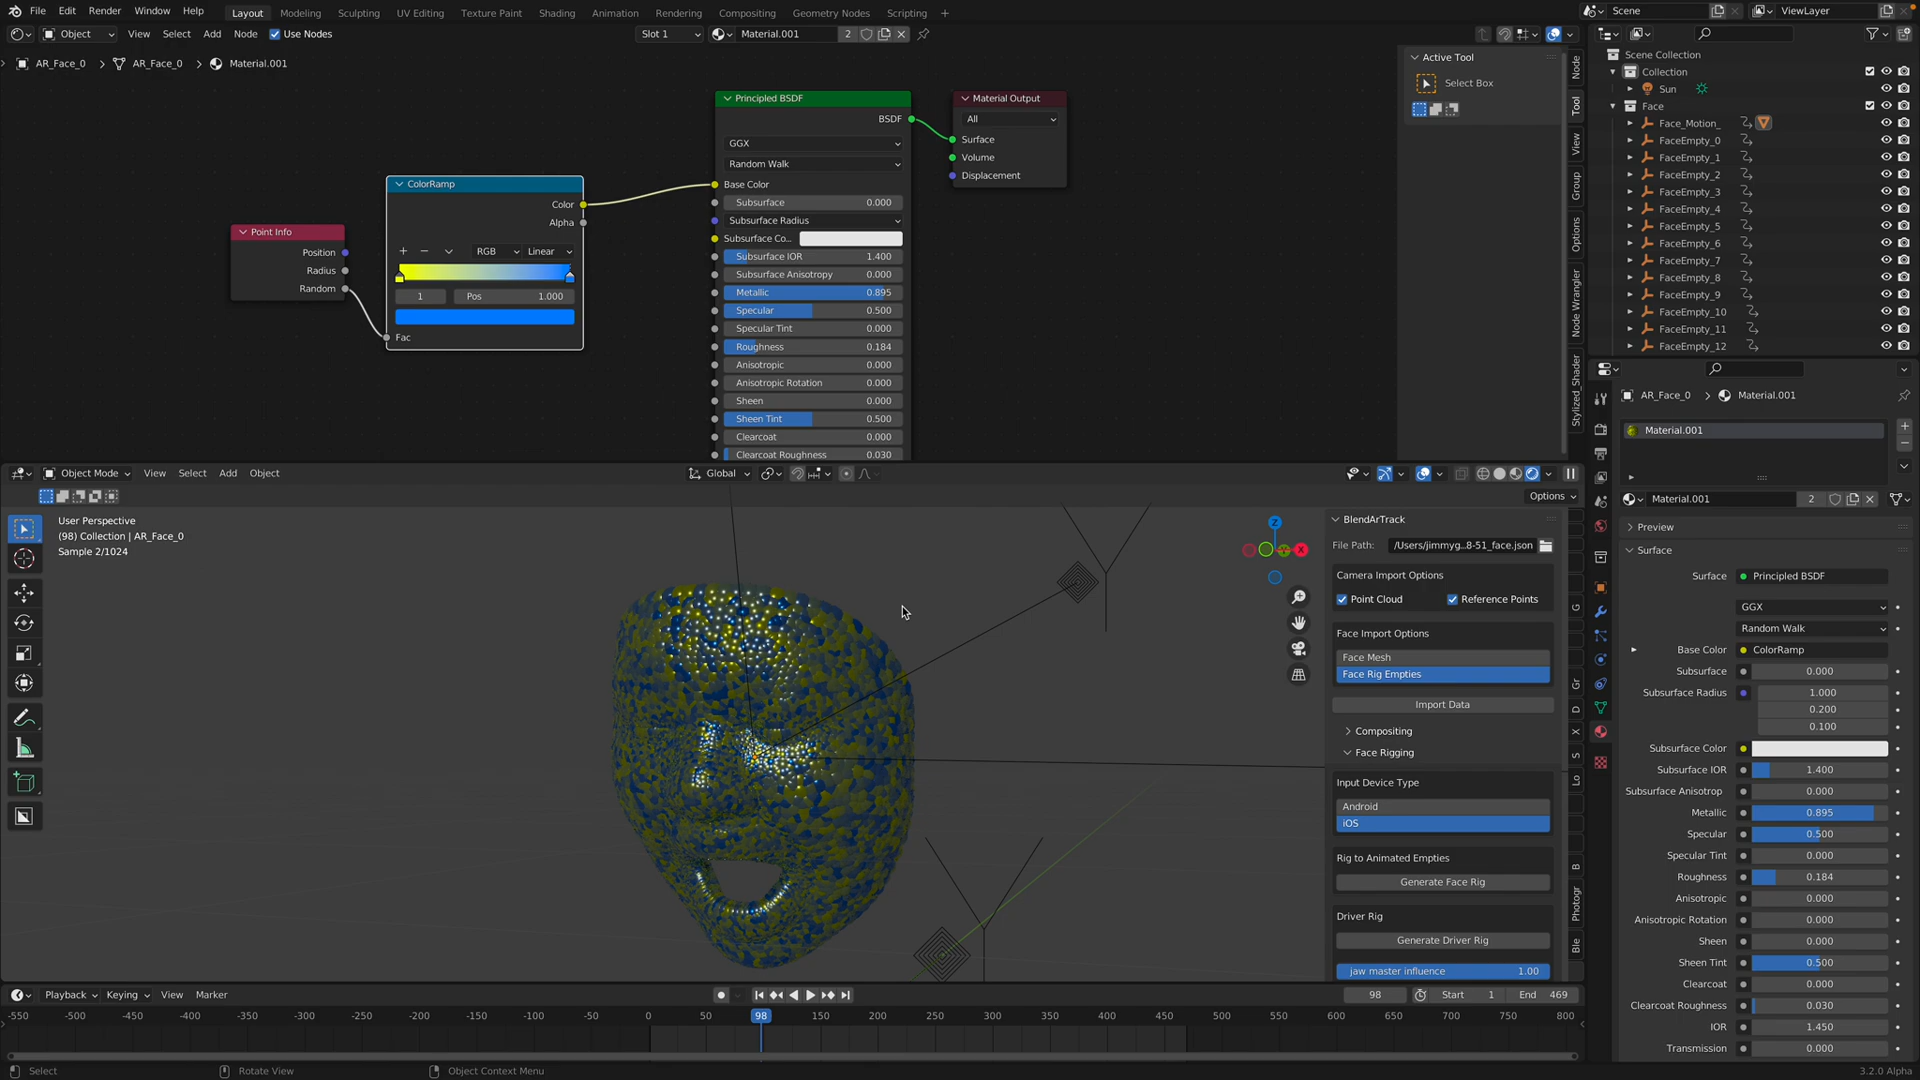 File Edit Render Window Help Layout Modeling Sculpting UV Editing Texture Paint Shading Animation Rendering Compositing Geometry Nodes Scripting + Scene ViewLayer
Object View Select Add Node Use Nodes Slot 1 Material.001 2
AR_Face_0 > AR_Face_0 > Material.001
Point Info
Position
Radius
Random
ColorRamp
Color
Alpha
+ − RGB Linear
1 Pos 1.000
Fac
Principled BSDF
BSDF
GGX
Random Walk
Base Color
Subsurface 0.000
Subsurface Radius
Subsurface Co...
Subsurface IOR 1.400
Subsurface Anisotropy 0.000
Metallic 0.895
Specular 0.500
Specular Tint 0.000
Roughness 0.184
Anisotropic 0.000
Anisotropic Rotation 0.000
Sheen 0.000
Sheen Tint 0.500
Clearcoat 0.000
Clearcoat Roughness 0.030
Material Output
All
Surface
Volume
Displacement
Active Tool
Select Box
Node
Tool
View
Group
Options
Node Wrangler
Stylized_Shader
Scene Collection
Collection
Sun
Face
Face_Motion_
FaceEmpty_0
FaceEmpty_1
FaceEmpty_2
FaceEmpty_3
FaceEmpty_4
FaceEmpty_5
FaceEmpty_6
FaceEmpty_7
FaceEmpty_8
FaceEmpty_9
FaceEmpty_10
FaceEmpty_11
FaceEmpty_12
Object Mode View Select Add Object Global
Options
User Perspective
(98) Collection | AR_Face_0
Sample 2/1024
Z
X
BlendArTrack
File Path: /Users/jimmyg...8-51_face.json
Camera Import Options
Point Cloud Reference Points
Face Import Options
Face Mesh
Face Rig Empties
Import Data
Compositing
Face Rigging
Input Device Type
Android
iOS
Rig to Animated Empties
Generate Face Rig
Driver Rig
Generate Driver Rig
jaw master influence 1.00
G
Gr
D
X
S
Lo
B
Photogr
Ble
AR_Face_0 > Material.001
Material.001
Material.001 2
Preview
Surface
Surface Principled BSDF
GGX
Random Walk
Base Color ColorRamp
Subsurface 0.000
Subsurface Radius 1.000
0.200
0.100
Subsurface Color
Subsurface IOR 1.400
Subsurface Anisotrop 0.000
Metallic 0.895
Specular 0.500
Specular Tint 0.000
Roughness 0.184
Anisotropic 0.000
Anisotropic Rotation 0.000
Sheen 0.000
Sheen Tint 0.500
Clearcoat 0.000
Clearcoat Roughness 0.030
IOR 1.450
Transmission 0.000
Playback Keying View Marker 98 Start 1 End 469
-550 -500 -450 -400 -350 -300 -250 -200 -150 -100 -50 0 50 98 150 200 250 300 350 400 450 500 550 600 650 700 750 800
Select Rotate View Object Context Menu 3.2.0 Alpha